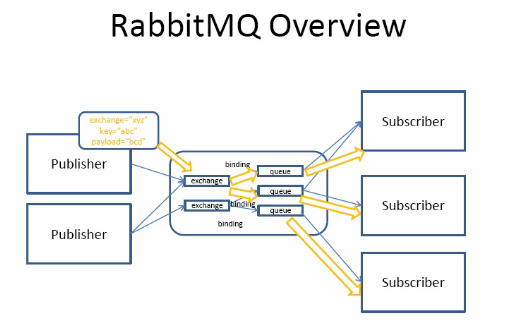 RabbitMQ Overview
exchange="xyz"
key="abc"
payload="bcd"
Publisher
Publisher
binding
exchange
queue
queue
exchange
binding
queue
binding
Subscriber
Subscriber
Subscriber